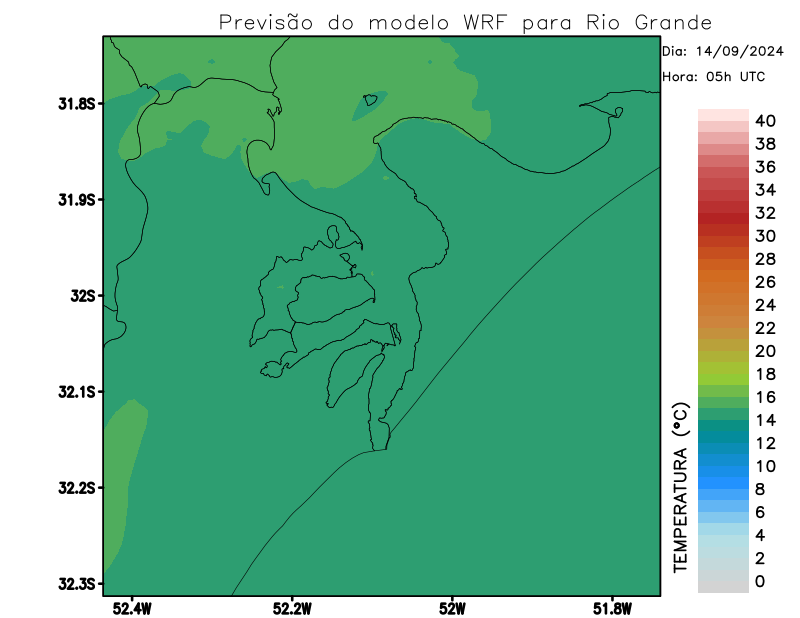 Previsão do modelo WRF para Rio Grande
Dia: 14/09/2024
Hora: 05h UTC
31.8S
31.9S
32S
32.1S
32.2S
32.3S
52.4W
52.2W
52W
51.8W
TEMPERATURA (°C)
40
38
36
34
32
30
28
26
24
22
20
18
16
14
12
10
8
6
4
2
0